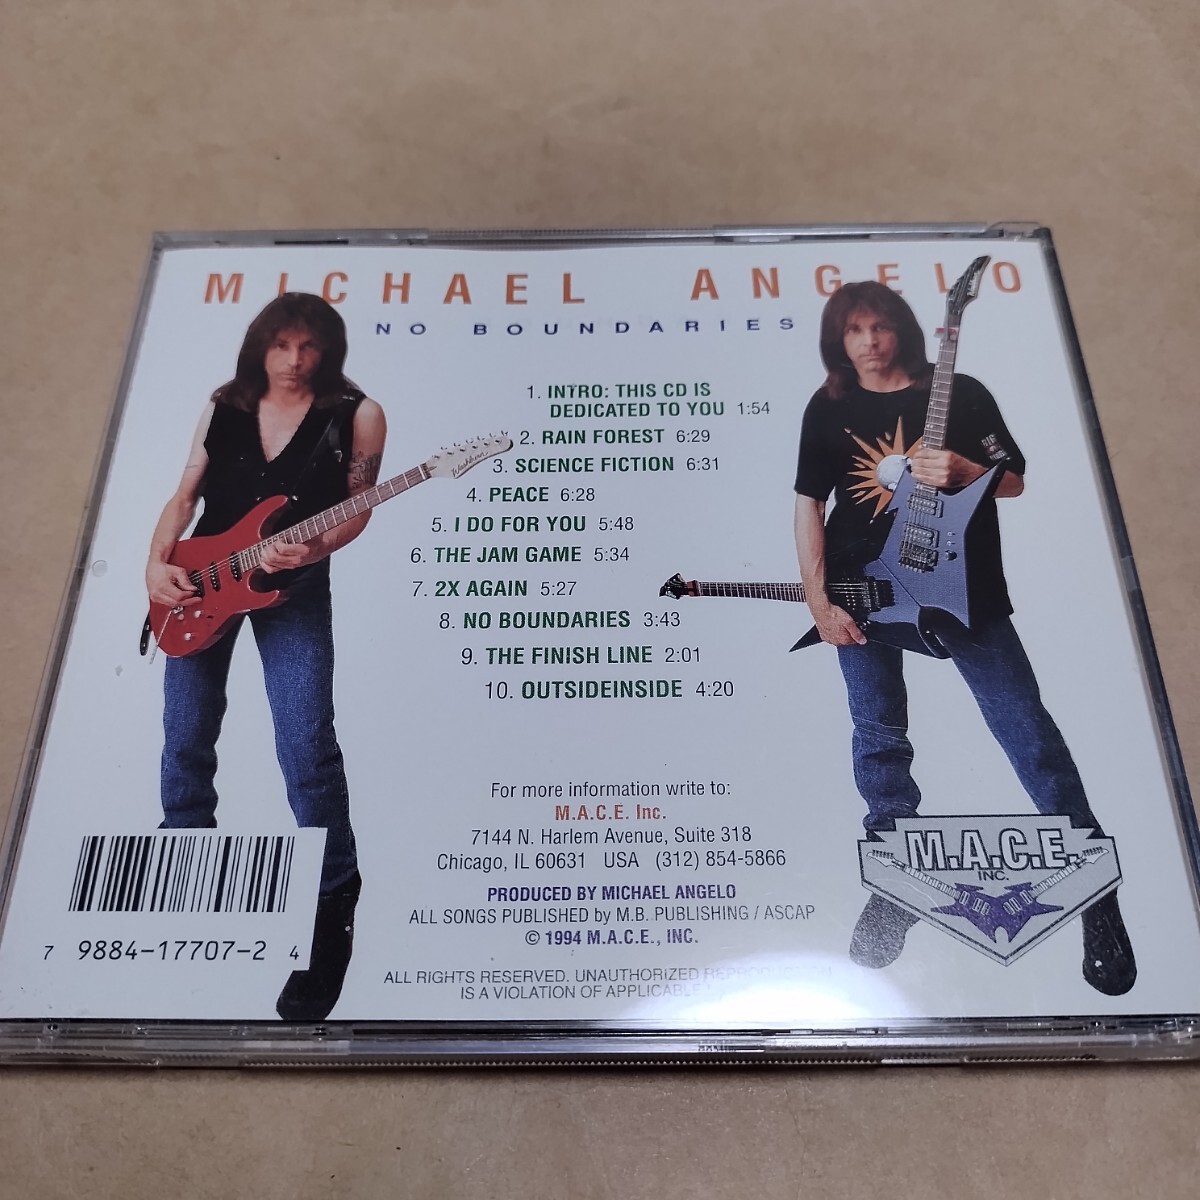 MICHAEL ANGELO
NO BOUNDARIES
1. INTRO: THIS CD IS
DEDICATED TO YOU 1:54
2. RAIN FOREST 6:29
3. SCIENCE FICTION 6:31
4. PEACE 6:28
5. I DO FOR YOU 5:48
6. THE JAM GAME 5:34
7. 2X AGAIN 5:27
8. NO BOUNDARIES 3:43
9. THE FINISH LINE 2:01
10. OUTSIDEINSIDE 4:20
Washburn
For more information write to:
M.A.C.E. Inc.
7144 N. Harlem Avenue, Suite 318
Chicago, IL 60631 USA (312) 854-5866
PRODUCED BY MICHAEL ANGELO
ALL SONGS PUBLISHED by M.B. PUBLISHING / ASCAP
© 1994 M.A.C.E., INC.
ALL RIGHTS RESERVED. UNAUTHORIZED REPRODUCTION
IS A VIOLATION OF APPLICABLE
7 9884-17707-2 4
M.A.C.E.
INC.